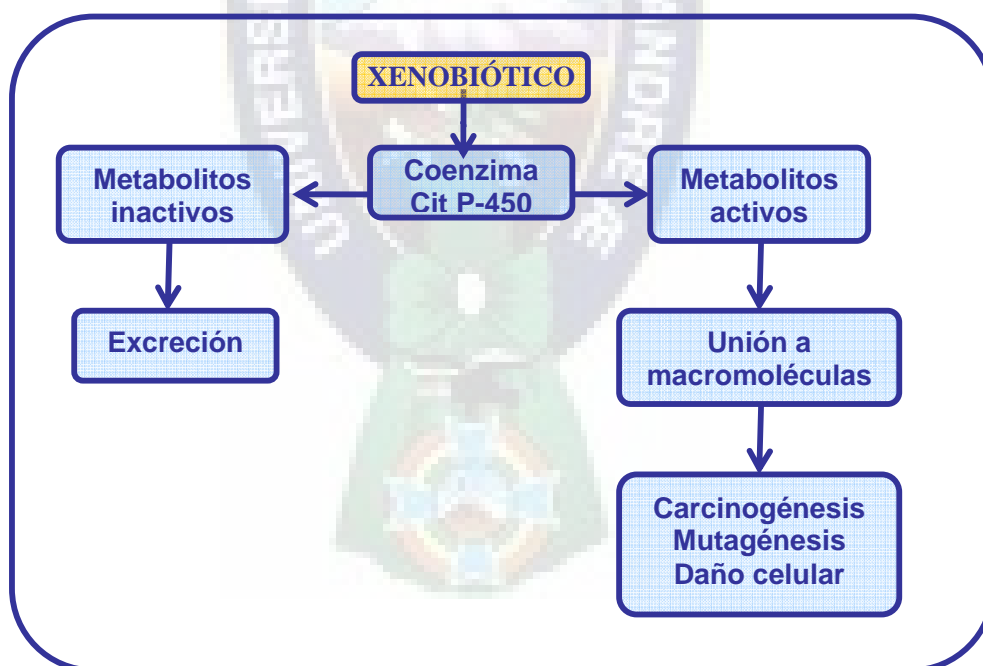 XENOBIÓTICO
Metabolitos
inactivos
Coenzima
Cit P-450
Metabolitos
activos
Excreción
Unión a
macromoléculas
Carcinogénesis
Mutagénesis
Daño celular